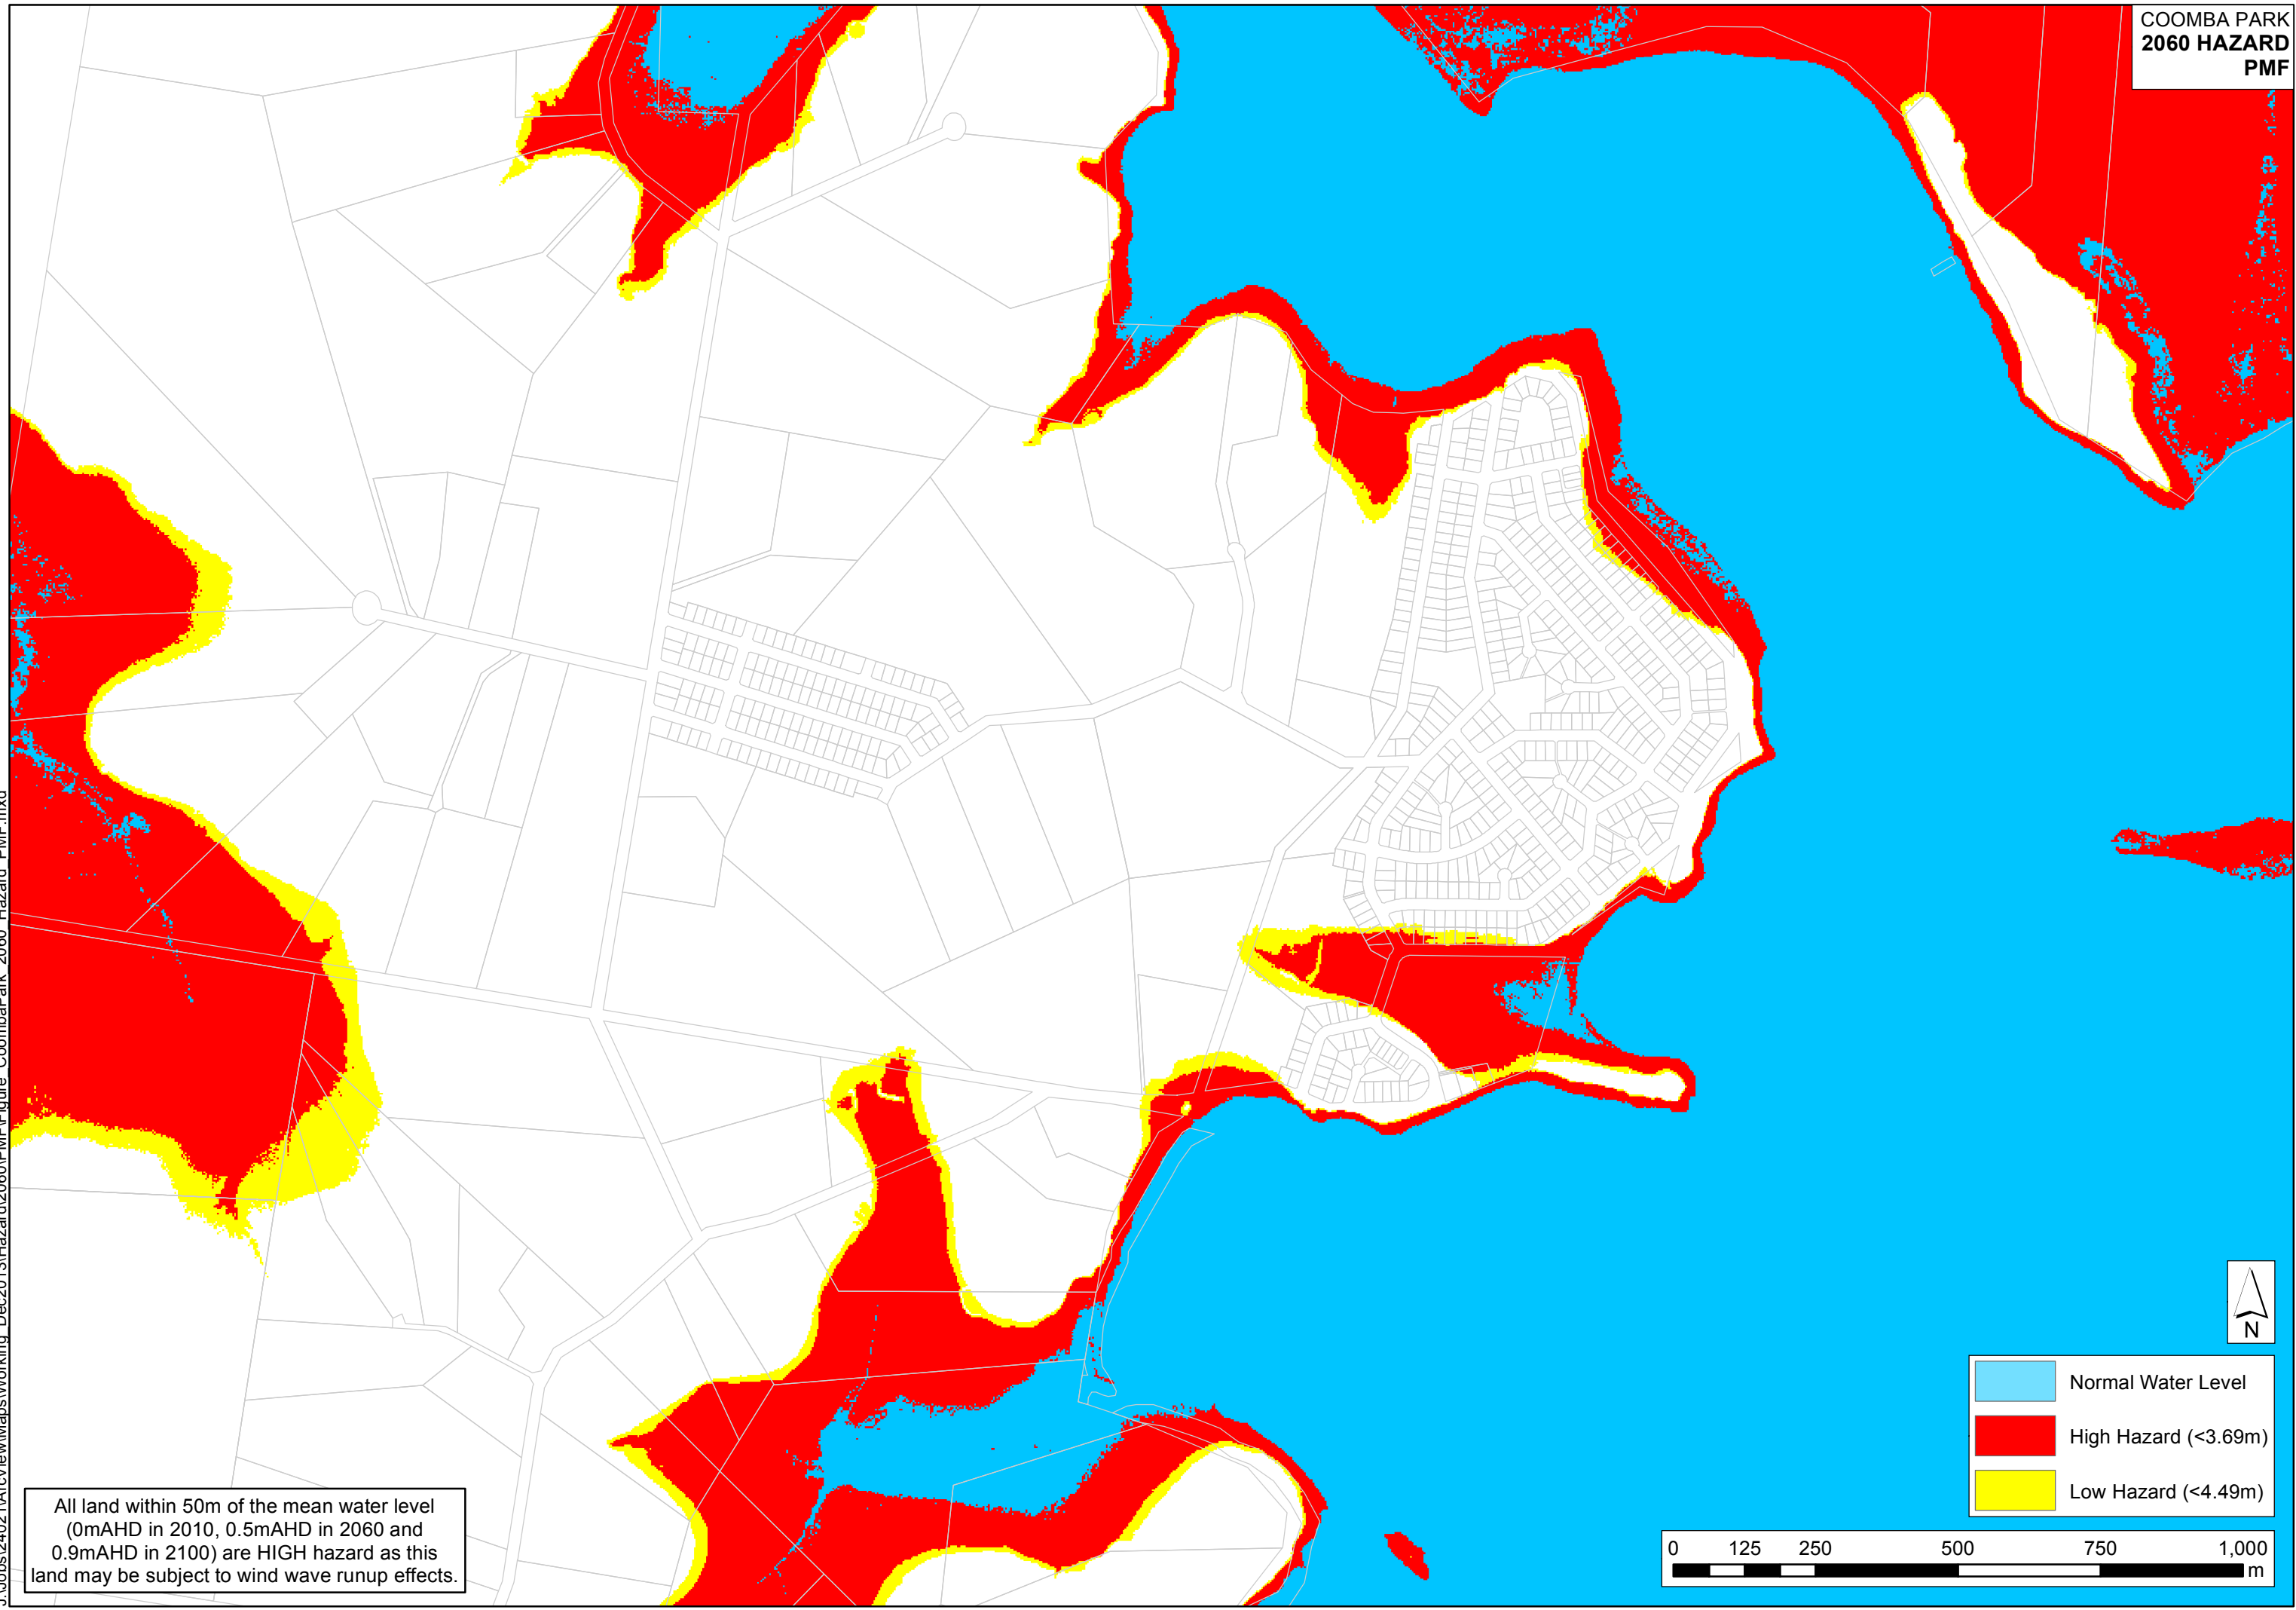 COOMBA PARK
2060 HAZARD
PMF
N
Normal Water Level
High Hazard (<3.69m)
Low Hazard (<4.49m)
0 125 250 500 750 1,000
m
All land within 50m of the mean water level
(0mAHD in 2010, 0.5mAHD in 2060 and
0.9mAHD in 2100) are HIGH hazard as this
land may be subject to wind wave runup effects.